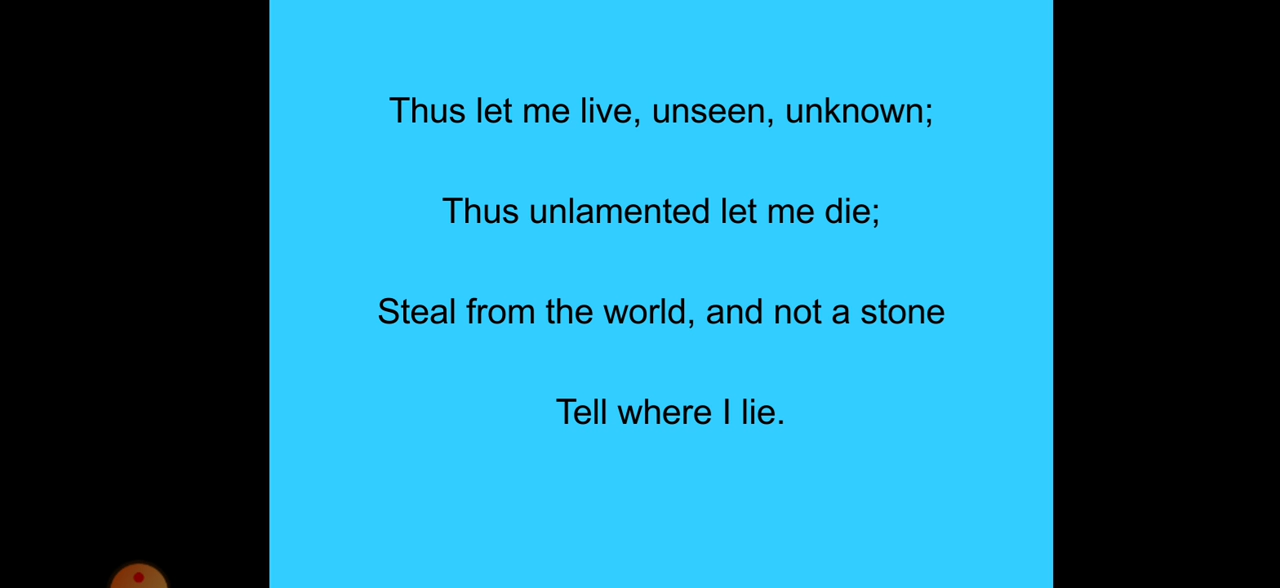 Thus let me live, unseen, unknown;
Thus unlamented let me die;
Steal from the world, and not a stone
Tell where I lie.